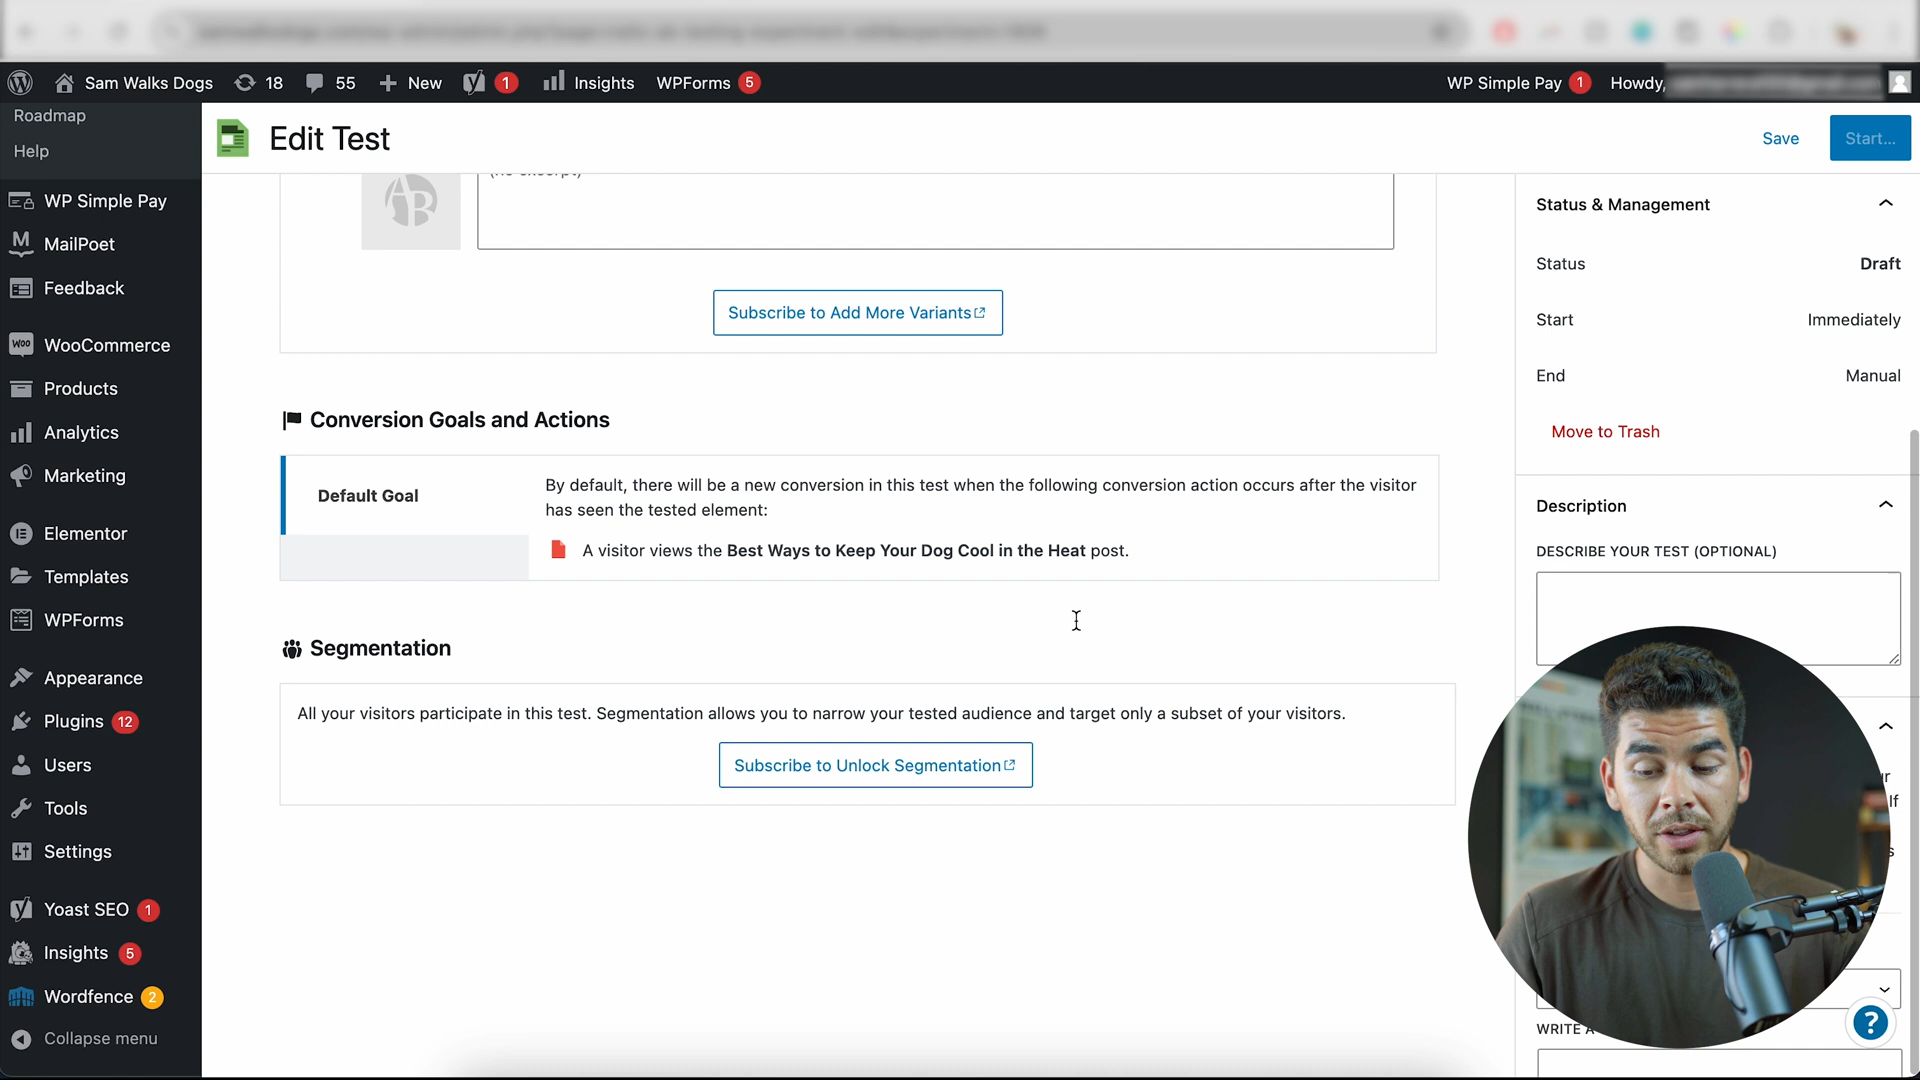 Sam Walks Dogs
18
55
New
1
Insights
WPForms
5
WP Simple Pay
1
Howdy,
Roadmap
Help
WP Simple Pay
MailPoet
Feedback
WooCommerce
Products
Analytics
Marketing
Elementor
Templates
WPForms
Appearance
Plugins
12
Users
Tools
Settings
Yoast SEO
1
Insights
5
Wordfence
2
Collapse menu
Edit Test
Save
Start...
(no excerpt)
Subscribe to Add More Variants
Conversion Goals and Actions
Default Goal
By default, there will be a new conversion in this test when the following conversion action occurs after the visitor
has seen the tested element:
A visitor views the Best Ways to Keep Your Dog Cool in the Heat post.
Segmentation
All your visitors participate in this test. Segmentation allows you to narrow your tested audience and target only a subset of your visitors.
Subscribe to Unlock Segmentation
Status & Management
Status
Draft
Start
Immediately
End
Manual
Move to Trash
Description
DESCRIBE YOUR TEST (OPTIONAL)
WRITE A
?